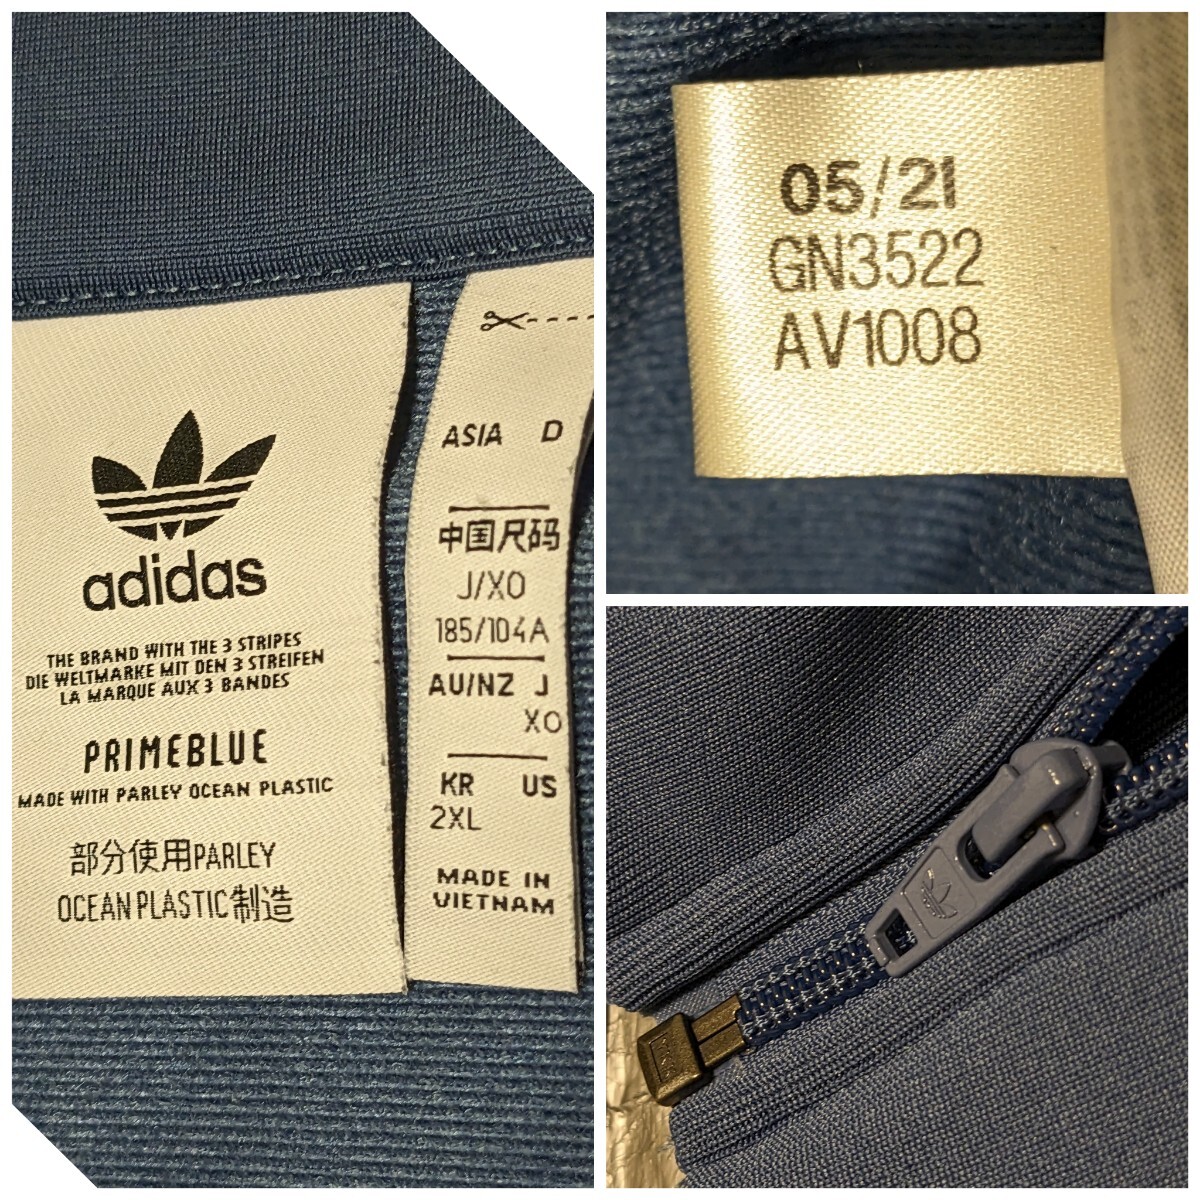 adidas
THE BRAND WITH THE 3 STRIPES
DIE WELTMARKE MIT DEN 3 STREIFEN
LA MARQUE AUX 3 BANDES
PRIMEBLUE
MADE WITH PARLEY OCEAN PLASTIC
部分使用PARLEY
OCEAN PLASTIC制造
ASIA D
中国尺码
J/XO
185/104A
AU/NZ J
XO
KR US
2XL
MADE IN
VIETNAM
05/21
GN3522
AV1008